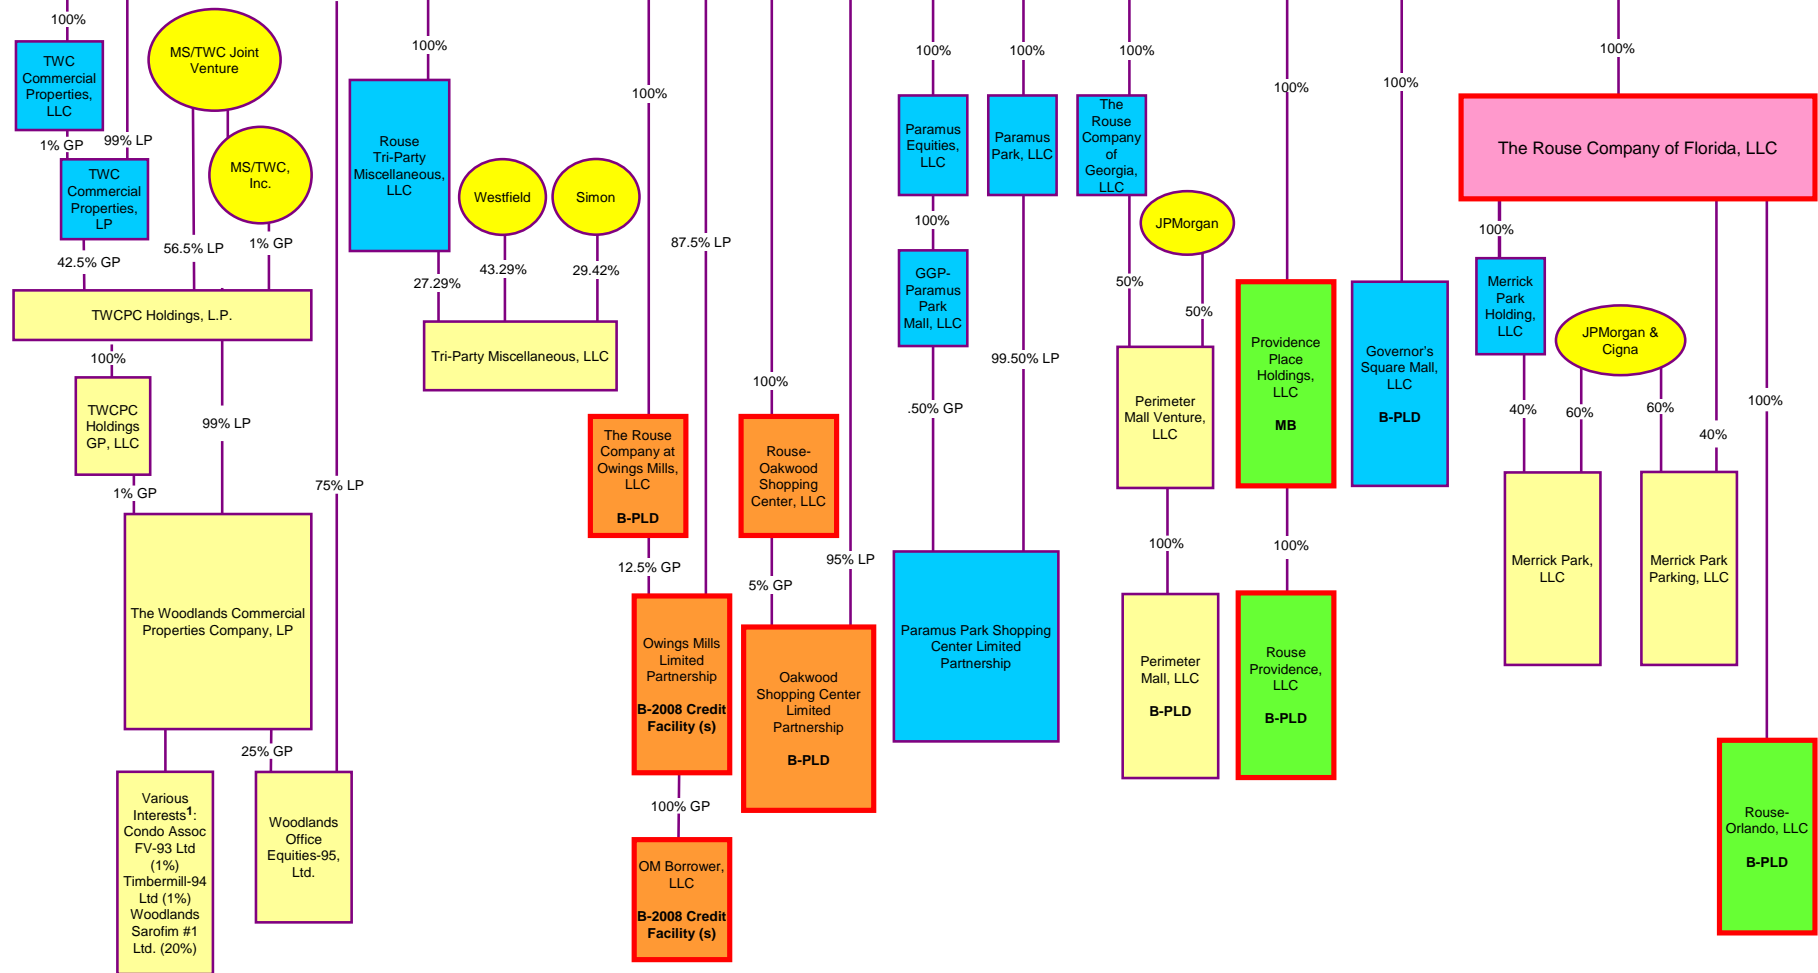 100%
TWC
Commercial
Properties,
LLC
1% GP
99% LP
TWC
Commercial
Properties,
LP
42.5% GP
MS/TWC Joint
Venture
MS/TWC,
Inc.
56.5% LP
1% GP
TWCPC Holdings, L.P.
100%
TWCPC
Holdings
GP, LLC
99% LP
1% GP
75% LP
The Woodlands Commercial
Properties Company, LP
25% GP
Various
Interests1:
Condo Assoc
FV-93 Ltd
(1%)
Timbermill-94
Ltd (1%)
Woodlands
Sarofim #1
Ltd. (20%)
Woodlands
Office
Equities-95,
Ltd.
100%
Rouse
Tri-Party
Miscellaneous,
LLC
Westfield
Simon
27.29%
43.29%
29.42%
Tri-Party Miscellaneous, LLC
100%
87.5% LP
The Rouse
Company at
Owings Mills,
LLC
B-PLD
12.5% GP
Owings Mills
Limited
Partnership
B-2008 Credit
Facility (s)
100% GP
OM Borrower,
LLC
B-2008 Credit
Facility (s)
100%
Rouse-
Oakwood
Shopping
Center, LLC
5% GP
95% LP
Oakwood
Shopping Center
Limited
Partnership
B-PLD
100%
Paramus
Equities,
LLC
100%
GGP-
Paramus
Park
Mall, LLC
.50% GP
100%
Paramus
Park, LLC
99.50% LP
Paramus Park Shopping
Center Limited
Partnership
100%
The
Rouse
Company
of
Georgia,
LLC
JPMorgan
50%
50%
Perimeter
Mall Venture,
LLC
100%
Perimeter
Mall, LLC
B-PLD
100%
Providence
Place
Holdings,
LLC
MB
100%
Rouse
Providence,
LLC
B-PLD
100%
Governor's
Square Mall,
LLC
B-PLD
100%
The Rouse Company of Florida, LLC
100%
Merrick
Park
Holding,
LLC
JPMorgan &
Cigna
40%
60%
60%
40%
100%
Merrick Park,
LLC
Merrick Park
Parking, LLC
Rouse-
Orlando, LLC
B-PLD